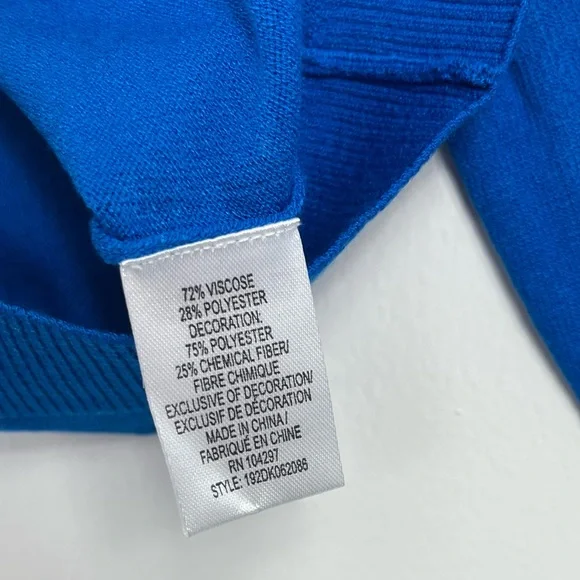 72% VISCOSE
28% POLYESTER
DECORATION:
75% POLYESTER
25% CHEMICAL FIBER/
FIBRE CHIMIQUE
EXCLUSIVE OF DECORATION/
EXCLUSIF DE DÉCORATION
MADE IN CHINA/
FABRIQUÉ EN CHINE
RN 104297
STYLE: 192DK062086